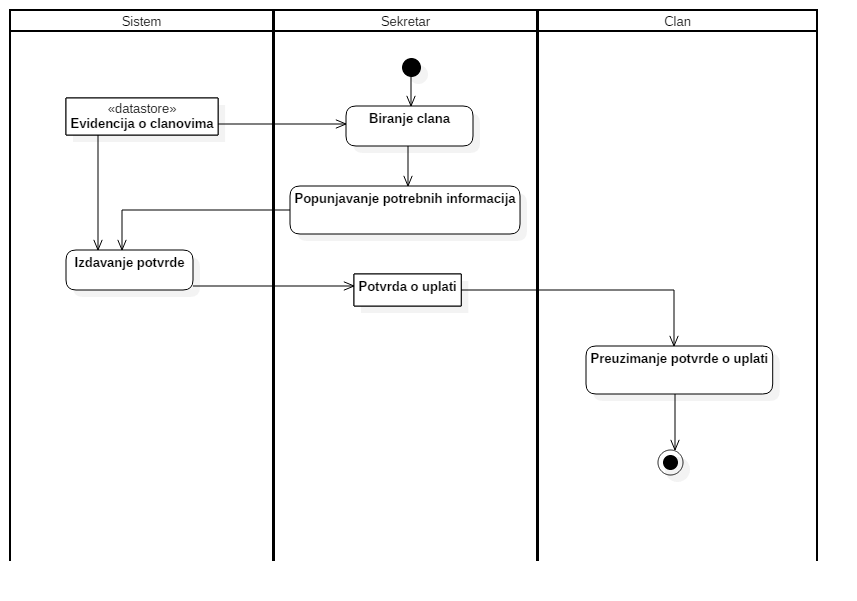 Sistem
Sekretar
Clan
«datastore»
Evidencija o clanovima
Biranje clana
Popunjavanje potrebnih informacija
Izdavanje potvrde
Potvrda o uplati
Preuzimanje potvrde o uplati